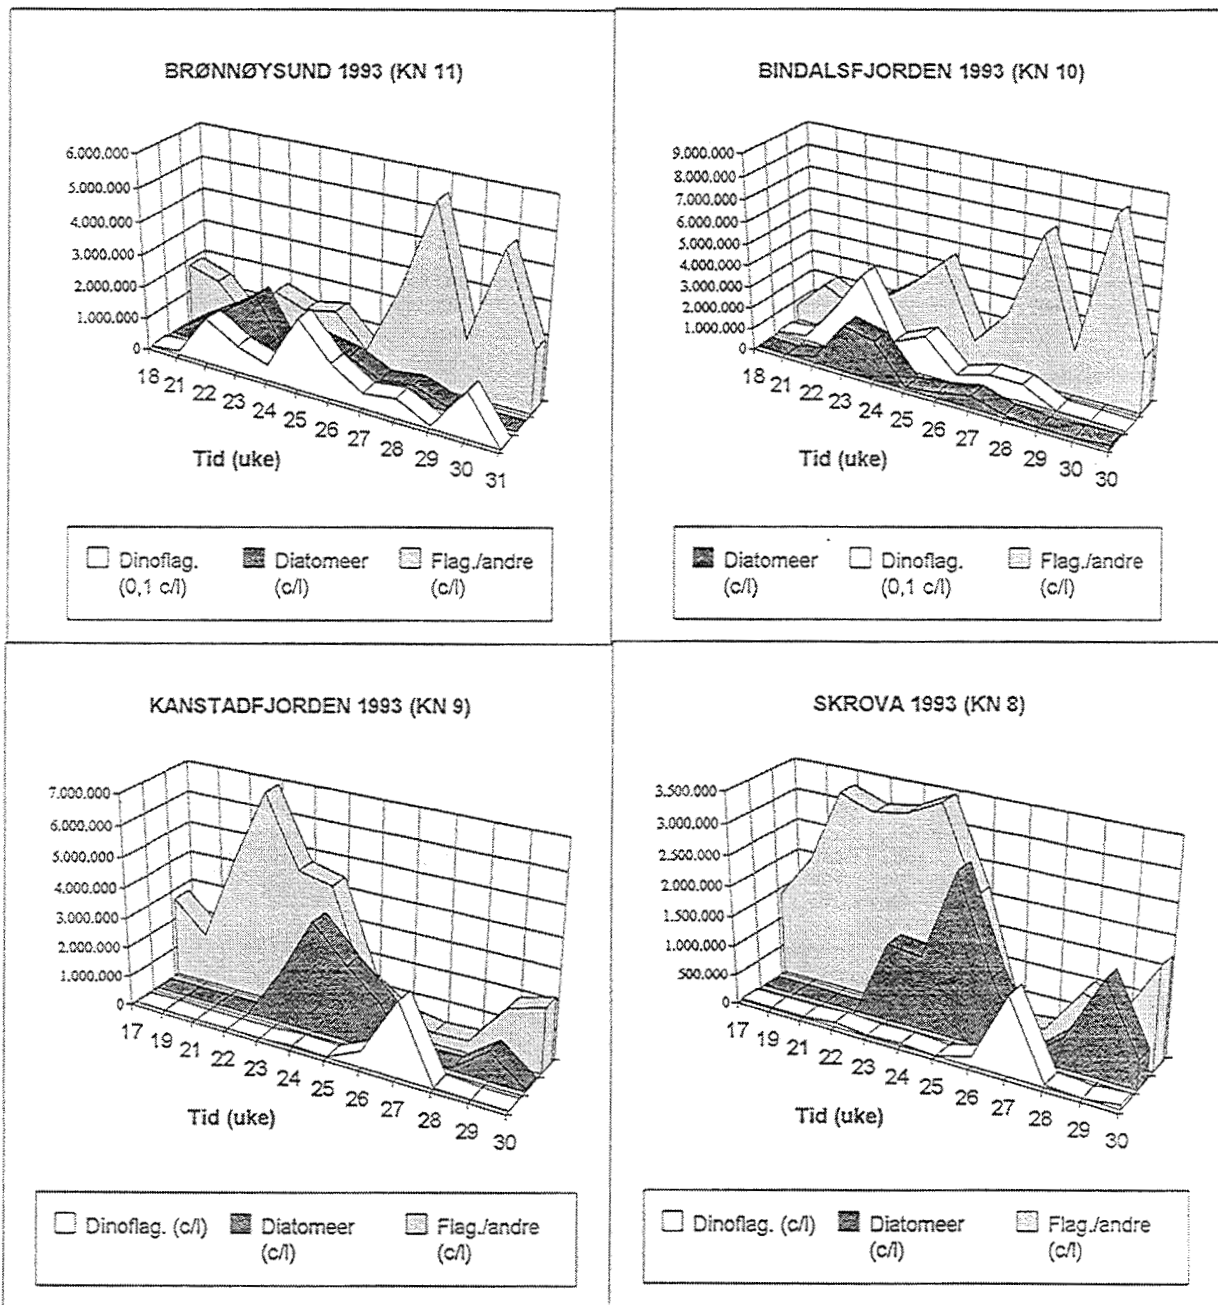 BRØNNØYSUND 1993 (KN 11)
6.000.000
5.000.000
4.000.000
3.000.000
2.000.000
1.000.000
0
18 21 22 23 24 25 26 27 28 29 30 31
Tid (uke)
Dinoflag. Diatomeer Flag./andre
(0,1 c/l) (c/l) (c/l)
BINDALSFJORDEN 1993 (KN 10)
9.000.000
8.000.000
7.000.000
6.000.000
5.000.000
4.000.000
3.000.000
2.000.000
1.000.000
0
18 21 22 23 24 25 26 27 28 29 30 30
Tid (uke)
Diatomeer Dinoflag. Flag./andre
(c/l) (0,1 c/l) (c/l)
KANSTADFJORDEN 1993 (KN 9)
7.000.000
6.000.000
5.000.000
4.000.000
3.000.000
2.000.000
1.000.000
0
17 19 21 22 23 24 25 26 27 28 29 30
Tid (uke)
Dinoflag. (c/l) Diatomeer Flag./andre
(c/l) (c/l)
SKROVA 1993 (KN 8)
3.500.000
3.000.000
2.500.000
2.000.000
1.500.000
1.000.000
500.000
0
17 19 21 22 23 24 25 26 27 28 29 30
Tid (uke)
Dinoflag. (c/l) Diatomeer Flag./andre
(c/l) (c/l)